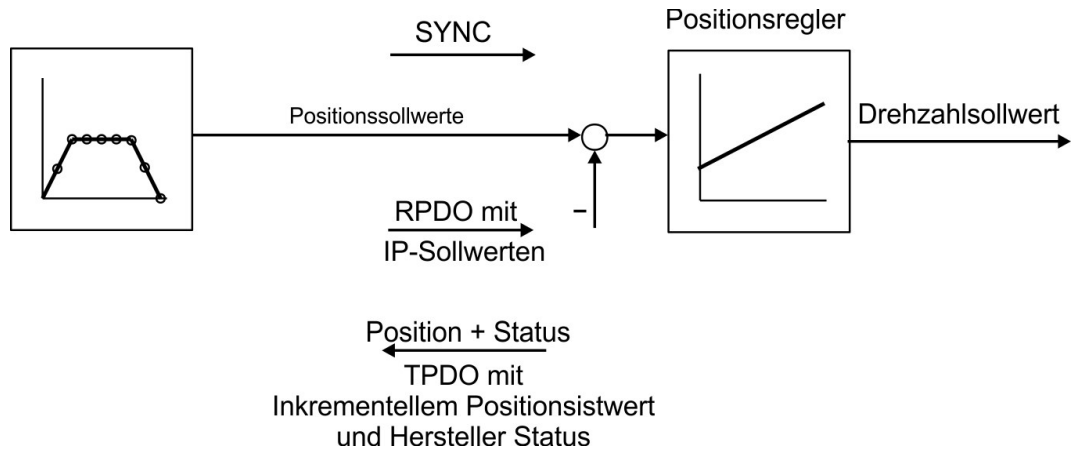 Positionsregler
SYNC
Positionssollwerte
Drehzahlsollwert
–
RPDO mit
IP-Sollwerten
Position + Status
TPDO mit
Inkrementellem Positionsistwert
und Hersteller Status